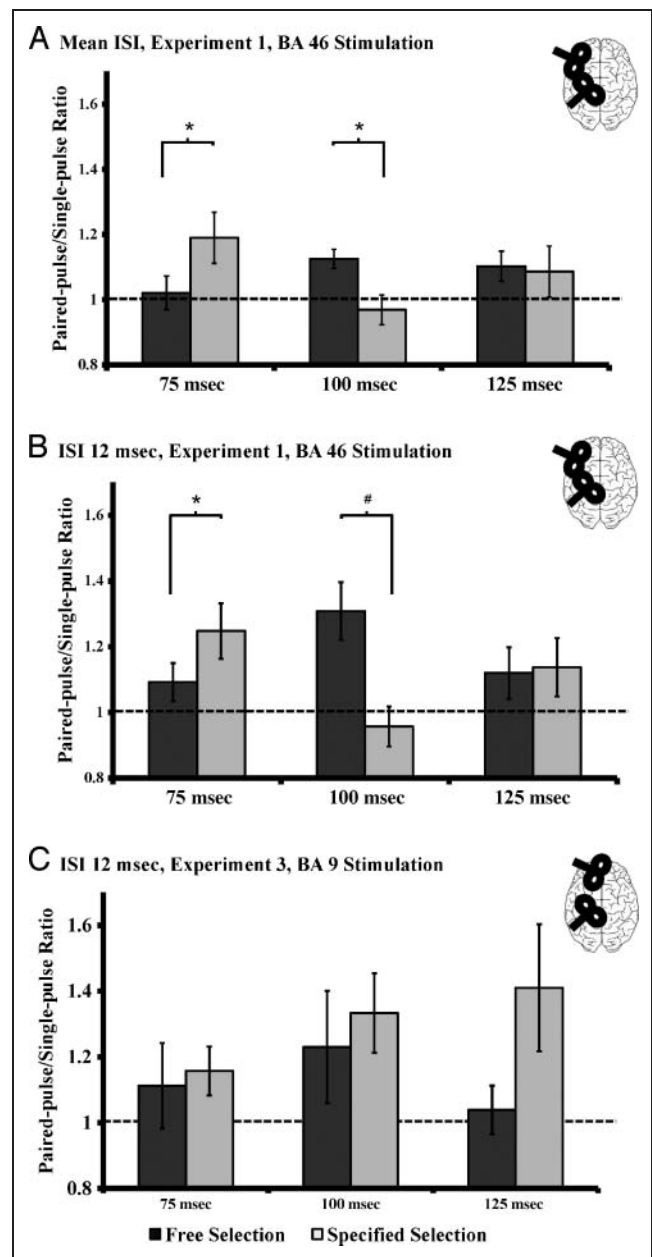 A Mean ISI, Experiment 1, BA 46 Stimulation
Paired-pulse/Single-pulse Ratio
1.6
1.4
1.2
1
0.8
*
*
75 msec 100 msec 125 msec
B ISI 12 msec, Experiment 1, BA 46 Stimulation
Paired-pulse/Single-pulse Ratio
1.6
1.4
1.2
1
0.8
*
#
75 msec 100 msec 125 msec
C ISI 12 msec, Experiment 3, BA 9 Stimulation
Paired-pulse/Single-pulse Ratio
1.6
1.4
1.2
1
0.8
75 msec 100 msec 125 msec
Free Selection Specified Selection